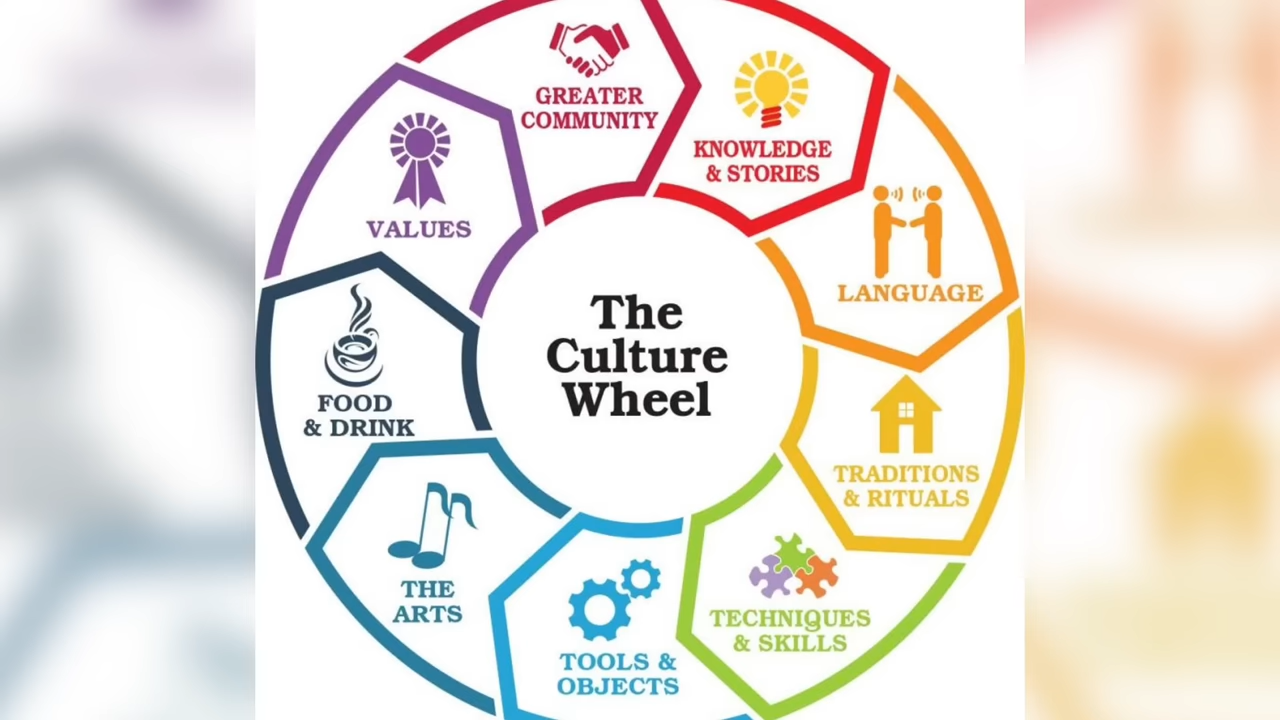 The
Culture
Wheel
GREATER
COMMUNITY
KNOWLEDGE
& STORIES
LANGUAGE
TRADITIONS
& RITUALS
TECHNIQUES
& SKILLS
TOOLS &
OBJECTS
THE
ARTS
FOOD
& DRINK
VALUES